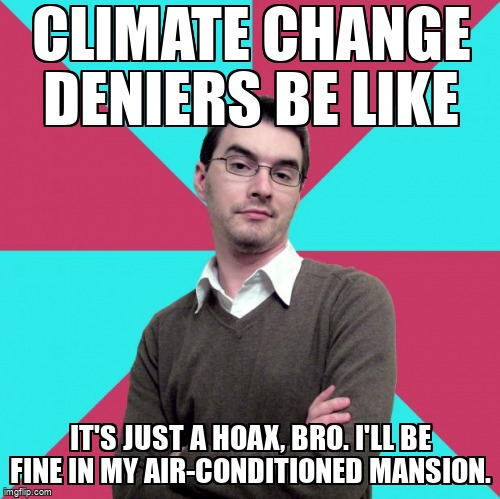 CLIMATE CHANGE
DENIERS BE LIKE
IT'S JUST A HOAX, BRO. I'LL BE
FINE IN MY AIR-CONDITIONED MANSION.
imgflip.com